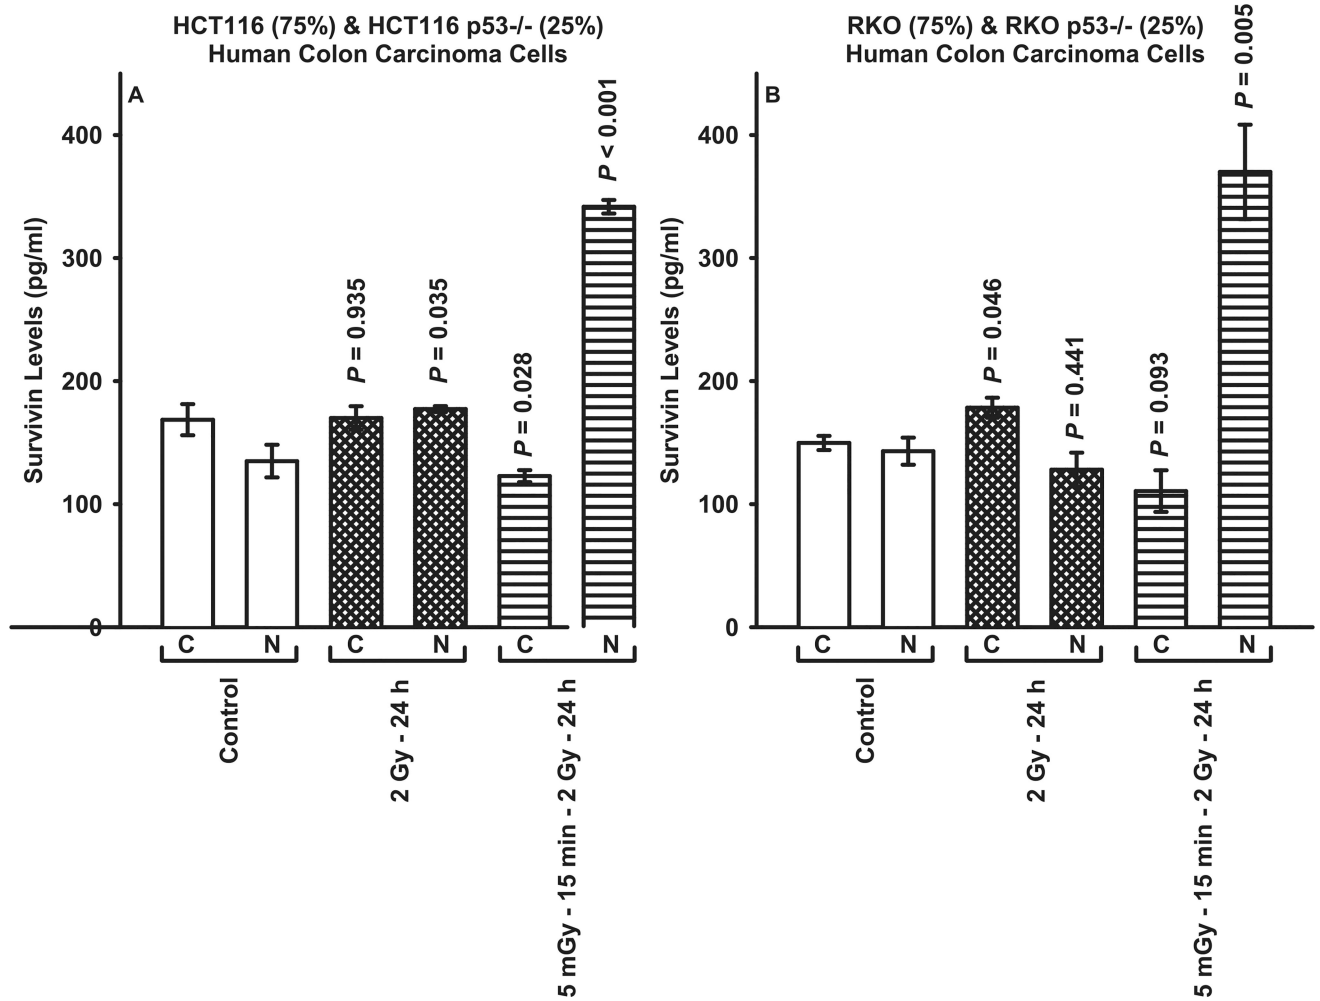 HCT116 (75%) & HCT116 p53-/- (25%)
Human Colon Carcinoma Cells
A
Survivin Levels (pg/ml)
400
300
200
100
0
P = 0.935
P = 0.035
P = 0.028
P < 0.001
C N C N C N
Control
2 Gy - 24 h
5 mGy - 15 min - 2 Gy - 24 h
RKO (75%) & RKO p53-/- (25%)
Human Colon Carcinoma Cells
B
Survivin Levels (pg/ml)
400
300
200
100
0
P = 0.046
P = 0.441
P = 0.093
P = 0.005
C N C N C N
Control
2 Gy - 24 h
5 mGy - 15 min - 2 Gy - 24 h